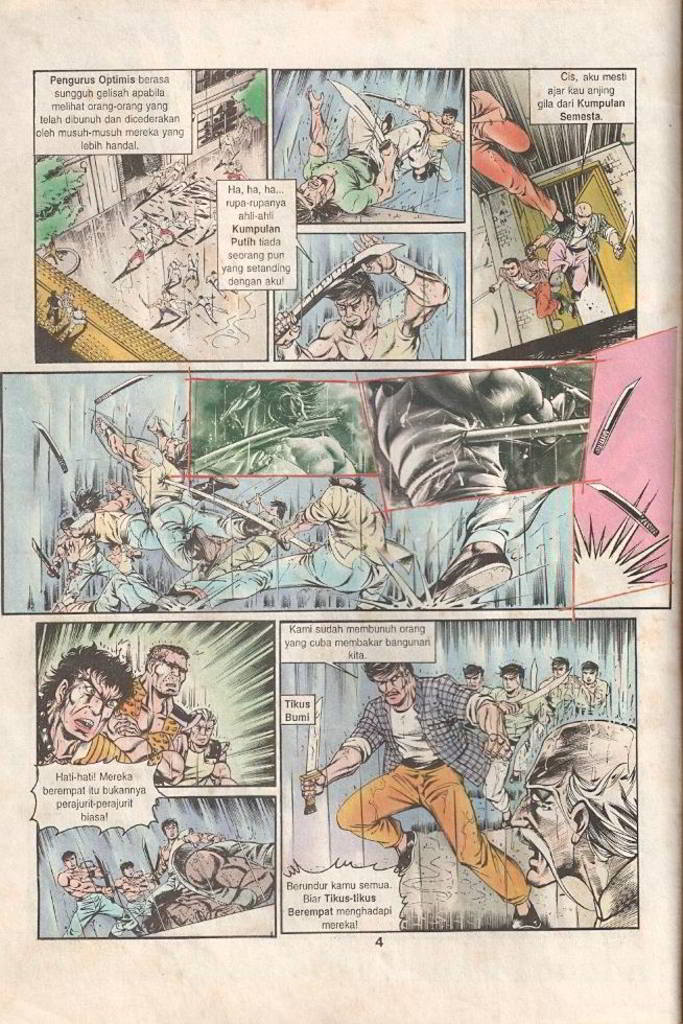 Pengurus Optimis berasa
sungguh gelisah apabila
melihat orang-orang yang
telah dibunuh dan dicederakan
oleh musuh-musuh mereka yang
lebih handal.
Ha, ha, ha...
rupa-rupanya
ahli-ahli
Kumpulan
Putih tiada
seorang pun
yang setanding
dengan aku!
Cis, aku mesti
ajar kau anjing
gila dari Kumpulan
Semesta.
Hati-hati! Mereka
berempat itu bukannya
perajurit-perajurit
biasa!
Kami sudah membunuh orang
yang cuba membakar bangunan
kita.
Tikus
Bumi
Berundur kamu semua.
Biar Tikus-tikus
Berempat menghadapi
mereka!
4